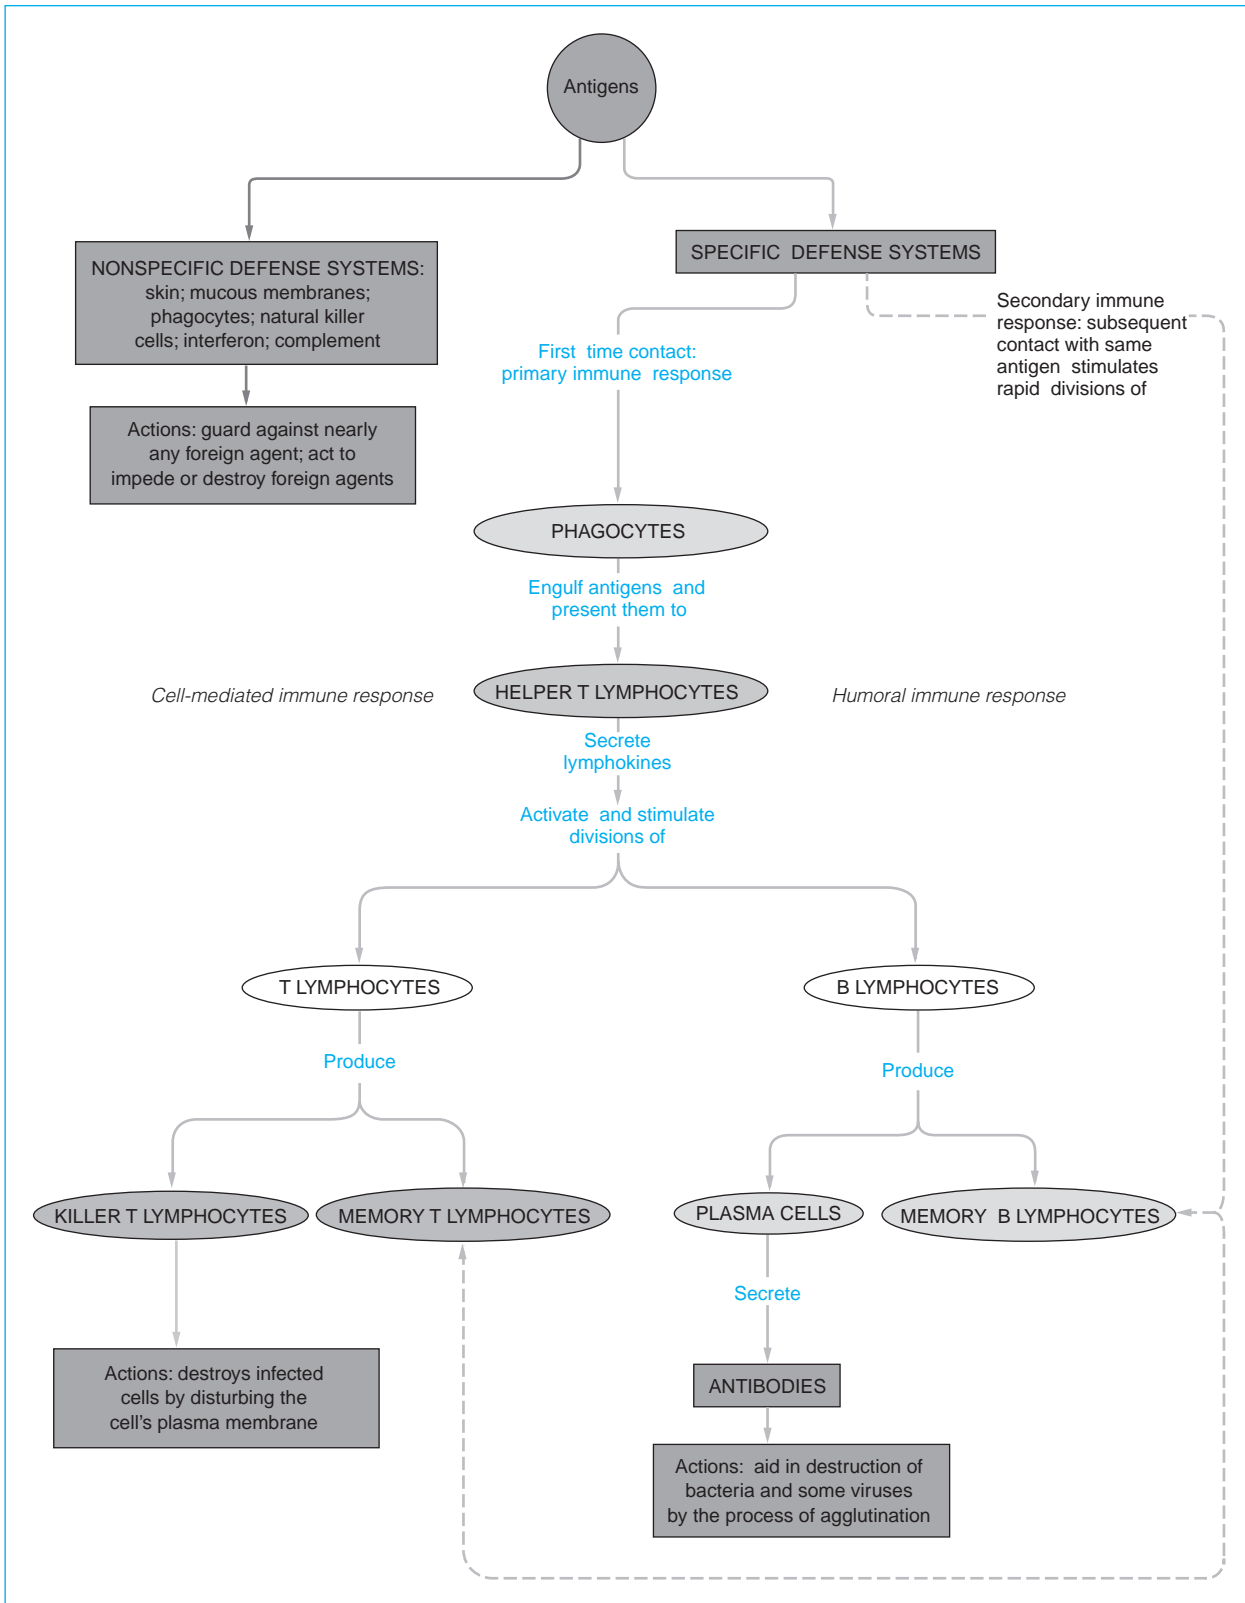 Antigens
NONSPECIFIC DEFENSE SYSTEMS:
skin; mucous membranes;
phagocytes; natural killer
cells; interferon; complement
Actions: guard against nearly
any foreign agent; act to
impede or destroy foreign agents
SPECIFIC DEFENSE SYSTEMS
First time contact:
primary immune response
Secondary immune
response: subsequent
contact with same
antigen stimulates
rapid divisions of
PHAGOCYTES
Engulf antigens and
present them to
Cell-mediated immune response
HELPER T LYMPHOCYTES
Humoral immune response
Secrete
lymphokines
Activate and stimulate
divisions of
T LYMPHOCYTES
B LYMPHOCYTES
Produce
Produce
KILLER T LYMPHOCYTES
MEMORY T LYMPHOCYTES
PLASMA CELLS
MEMORY B LYMPHOCYTES
Secrete
Actions: destroys infected
cells by disturbing the
cell's plasma membrane
ANTIBODIES
Actions: aid in destruction of
bacteria and some viruses
by the process of agglutination